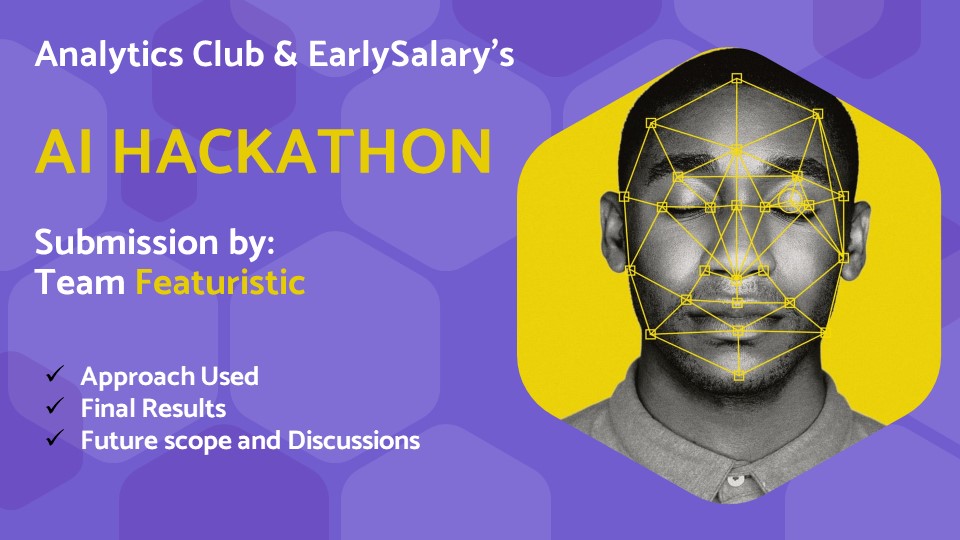 Analytics Club & EarlySalary’s
AI HACKATHON
Submission by:
Team Featuristic
✓ Approach Used
✓ Final Results
✓ Future scope and Discussions